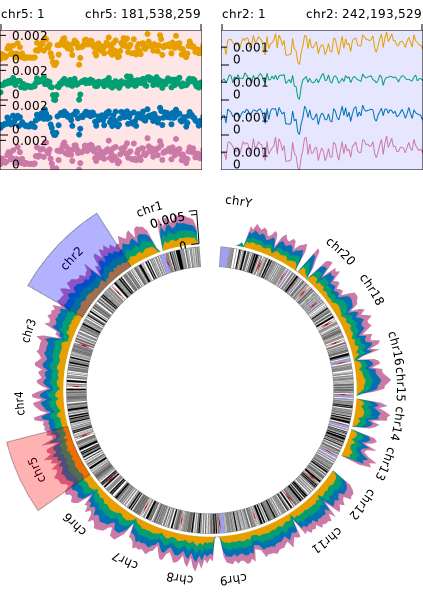 chr5: 1 chr5: 181,538,259 chr2: 1 chr2: 242,193,529
0.002
0
0.002
0
0.002
0
0.002
0
0.001
0
0.001
0
0.001
0
0.001
0
chrY
chr1
0.005
0
chr2
chr20
chr18
chr3
chr16
chr15
chr4
chr14
chr5
chr13
chr6
chr12
chr7
chr11
chr8
chr9